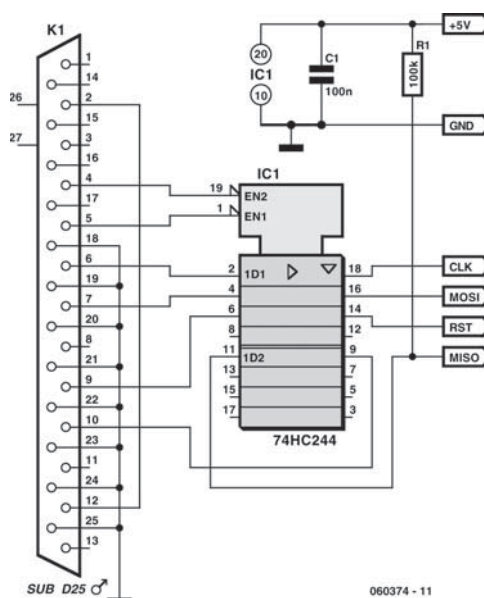 K1
1
14
2
15
3
16
4
17
5
18
6
19
7
20
8
21
9
22
10
23
11
24
12
25
13
26
27
SUB D25 ♂
+5V
R1
100k
20
IC1
10
C1
100n
GND
IC1
19 EN2
1 EN1
2 1D1 18
4 16
6 14
8 12
11 1D2 9
13 7
15 5
17 3
74HC244
CLK
MOSI
RST
MISO
060374 - 11